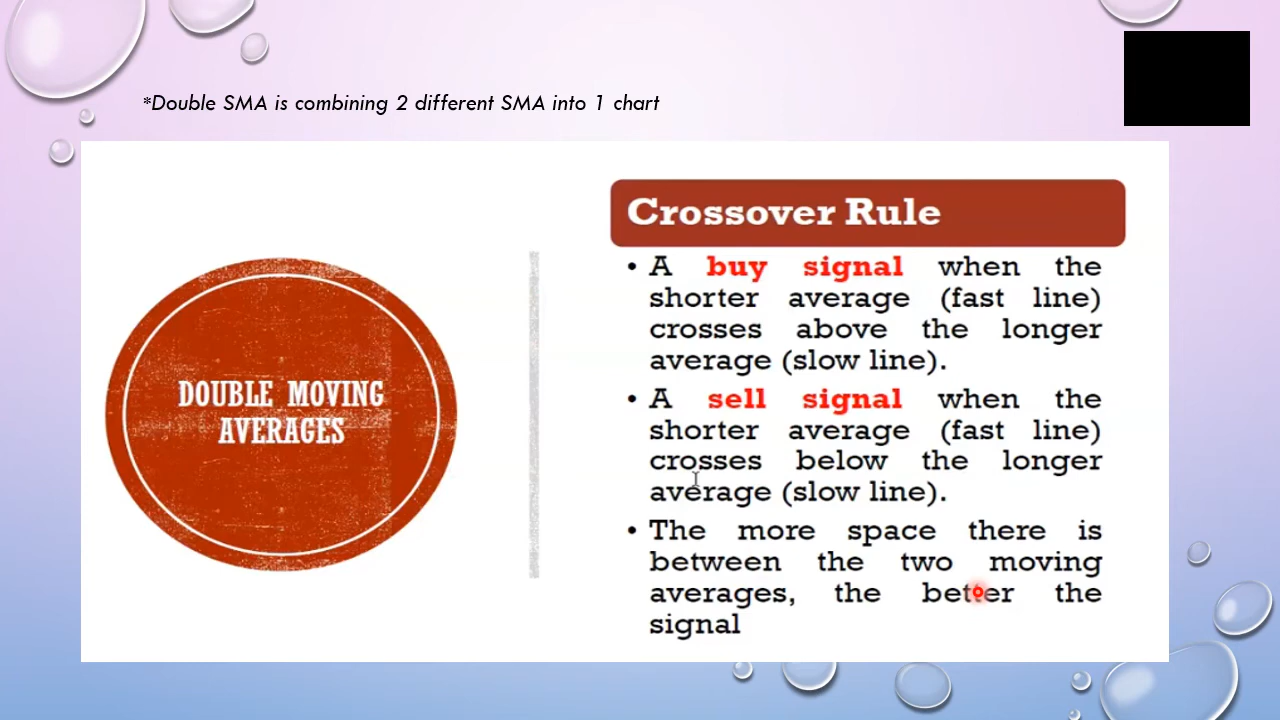 *Double SMA is combining 2 different SMA into 1 chart
DOUBLE MOVING
AVERAGES
Crossover Rule
• A buy signal when the
shorter average (fast line)
crosses above the longer
average (slow line).
• A sell signal when the
shorter average (fast line)
crosses below the longer
average (slow line).
• The more space there is
between the two moving
averages, the better the
signal